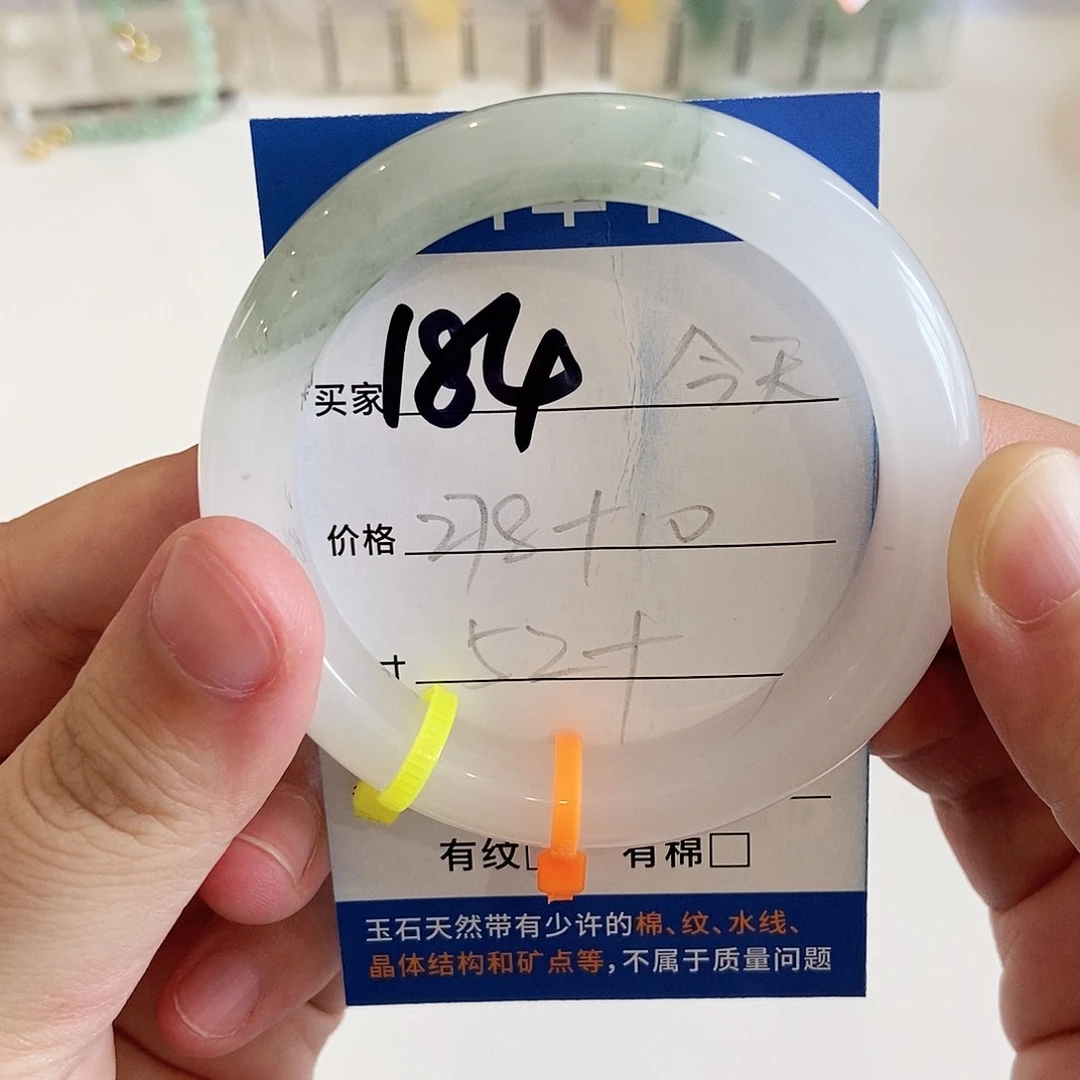 买家 184 今天
价格 278+10
寸 52+
有纹□ 有棉□
玉石天然带有少许的棉、纹、水线、
晶体结构和矿点等，不属于质量问题